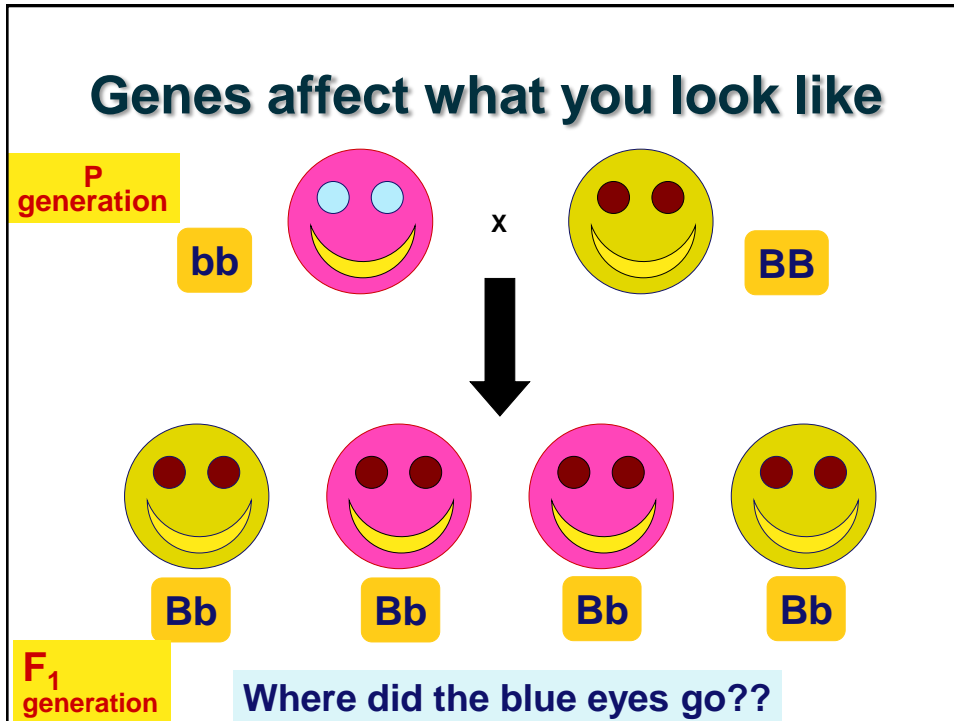 Genes affect what you look like
P
generation
bb
x
BB
Bb
Bb
Bb
Bb
F₁
generation
Where did the blue eyes go??